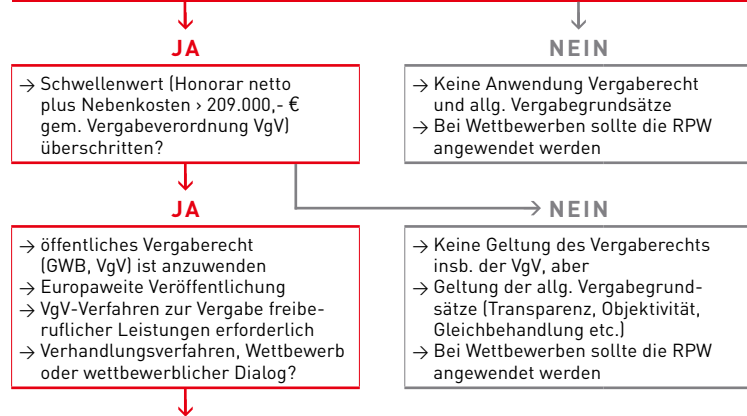 JA
→ Schwellenwert (Honorar netto
plus Nebenkosten › 209.000,- €
gem. Vergabeverordnung VgV)
überschritten?
NEIN
→ Keine Anwendung Vergaberecht
und allg. Vergabegrundsätze
→ Bei Wettbewerben sollte die RPW
angewendet werden
JA
→ öffentliches Vergaberecht
(GWB, VgV) ist anzuwenden
→ Europaweite Veröffentlichung
→ VgV-Verfahren zur Vergabe freibe-
ruflicher Leistungen erforderlich
→ Verhandlungsverfahren, Wettbewerb
oder wettbewerblicher Dialog?
NEIN
→ Keine Geltung des Vergaberechts
insb. der VgV, aber
→ Geltung der allg. Vergabegrund-
sätze (Transparenz, Objektivität,
Gleichbehandlung etc.)
→ Bei Wettbewerben sollte die RPW
angewendet werden